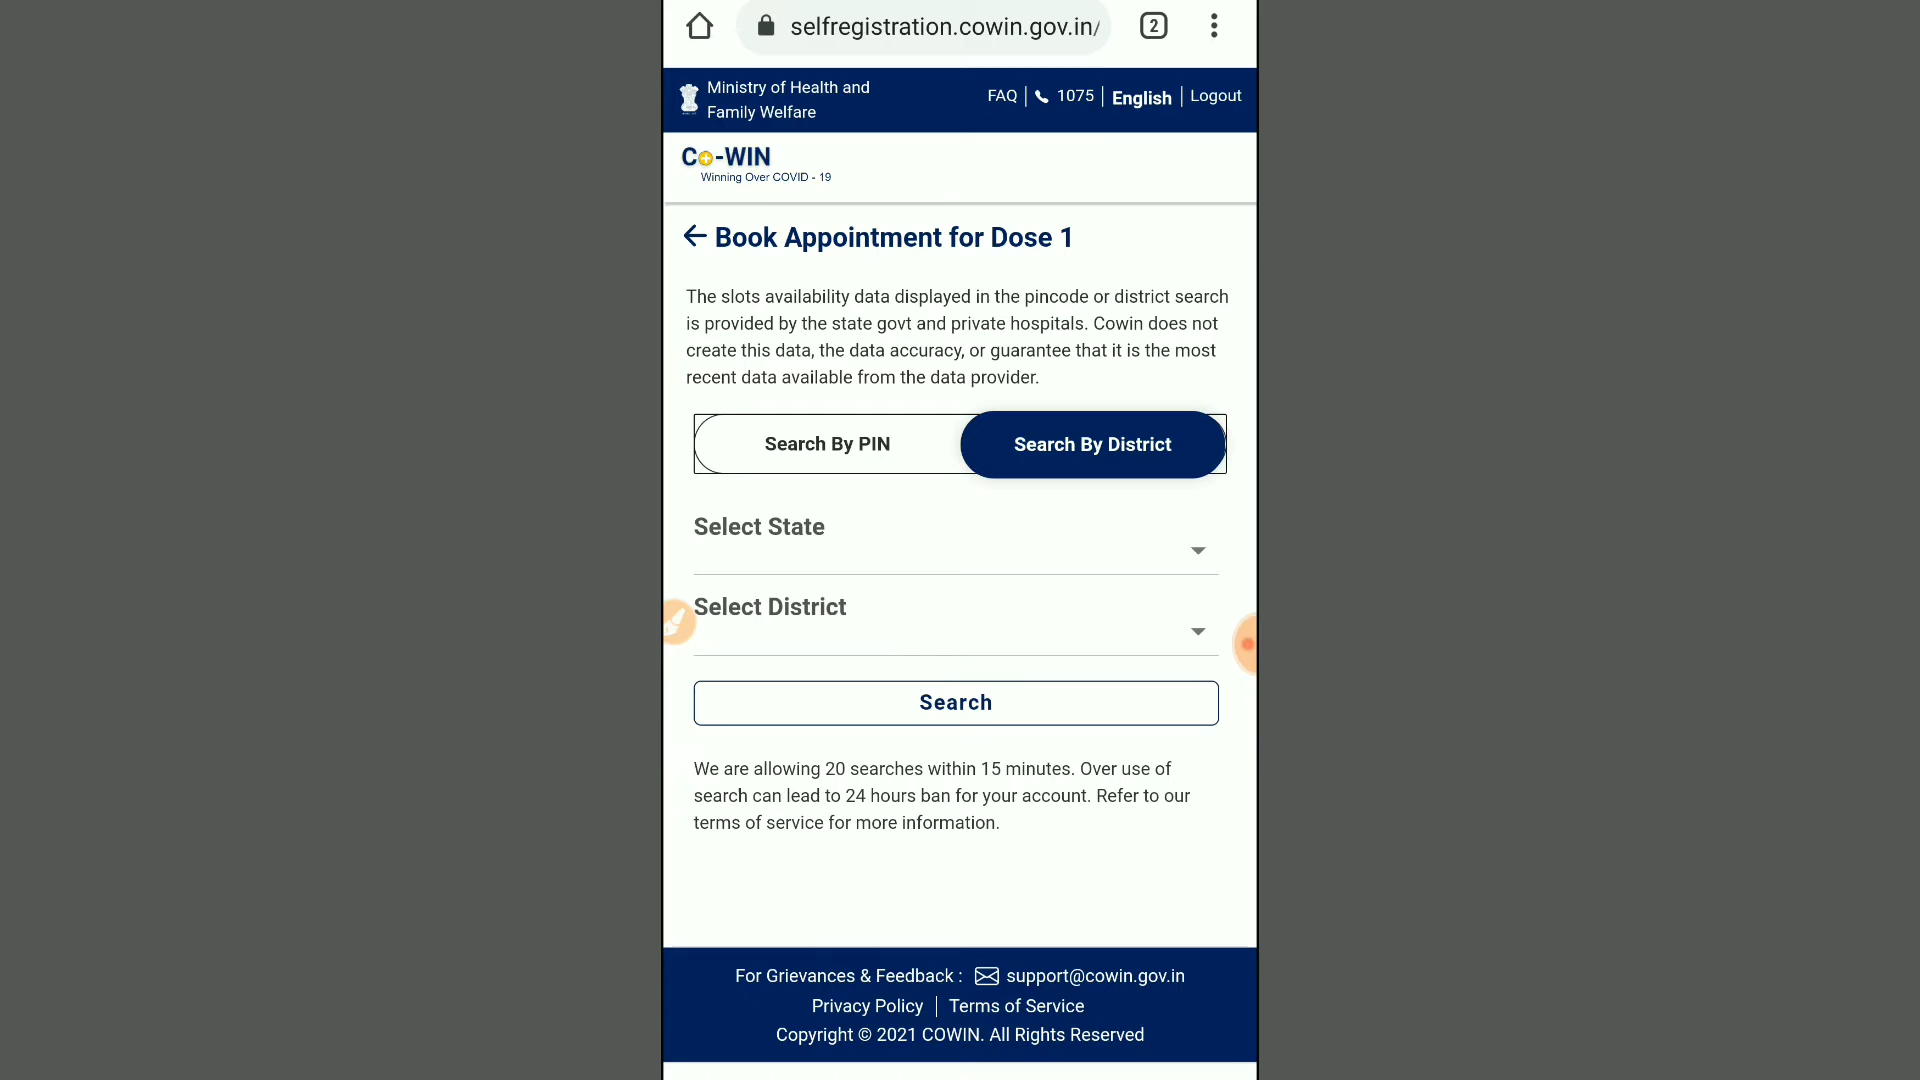 selfregistration.cowin.gov.in/
2
Ministry of Health and
Family Welfare
FAQ | 1075 | English | Logout
Co-WIN
Winning Over COVID - 19
Book Appointment for Dose 1
The slots availability data displayed in the pincode or district search
is provided by the state govt and private hospitals. Cowin does not
create this data, the data accuracy, or guarantee that it is the most
recent data available from the data provider.
Search By PIN
Search By District
Select State
Select District
Search
We are allowing 20 searches within 15 minutes. Over use of
search can lead to 24 hours ban for your account. Refer to our
terms of service for more information.
For Grievances & Feedback : support@cowin.gov.in
Privacy Policy | Terms of Service
Copyright © 2021 COWIN. All Rights Reserved